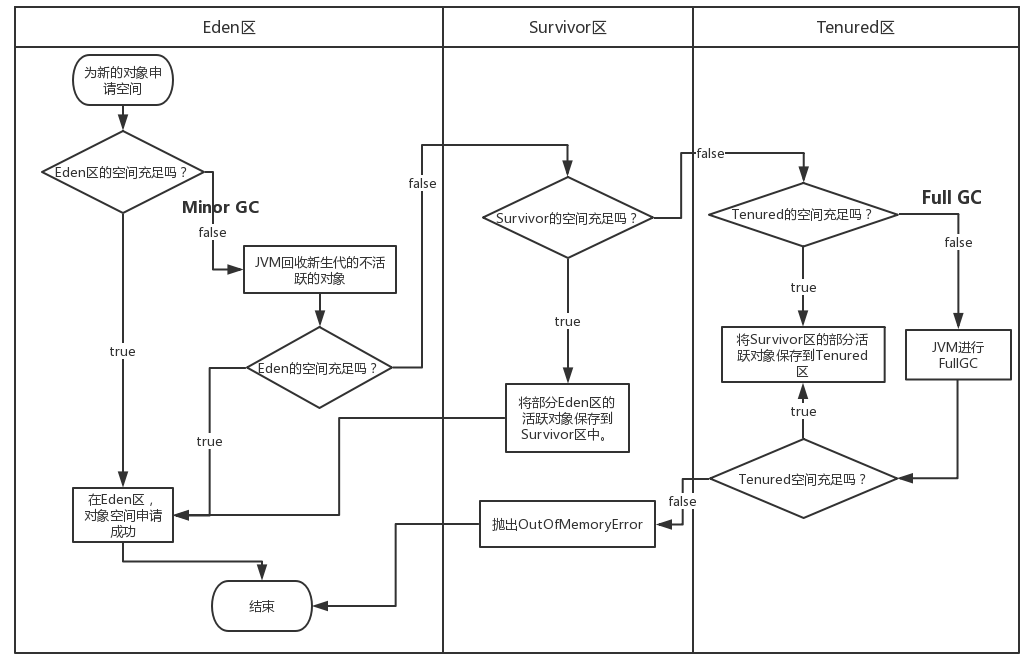 Eden区
Survivor区
Tenured区
为新的对象申
请空间
Eden区的空间充足吗？
Minor GC
false
JVM回收新生代的不活
跃的对象
Eden的空间充足吗？
true
true
在Eden区，
对象空间申请
成功
结束
false
Survivor的空间充足吗？
true
将部分Eden区的
活跃对象保存到
Survivor区中。
抛出OutOfMemoryError
false
Tenured的空间充足吗？
Full GC
false
true
将Survivor区的部分活
跃对象保存到Tenured
区
JVM进行
FullGC
true
Tenured空间充足吗？
false